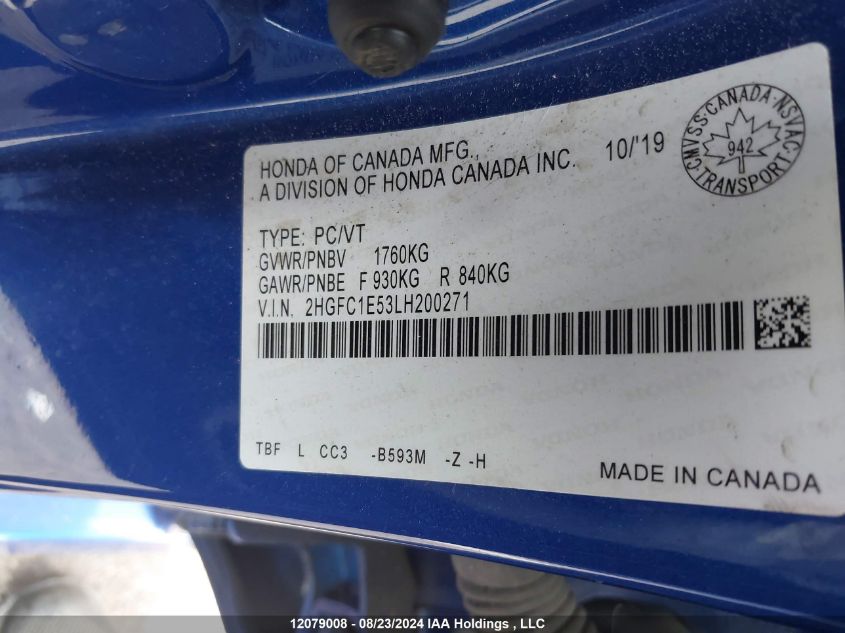 HONDA OF CANADA MFG.,
A DIVISION OF HONDA CANADA INC. 10/'19
CMVSS·CANADA·NSVAC
942
TRANSPORT
TYPE: PC/VT
GVWR/PNBV 1760KG
GAWR/PNBE F 930KG R 840KG
V.I.N. 2HGFC1E53LH200271
TBF L CC3 -B593M -Z -H
MADE IN CANADA
12079008 - 08/23/2024 IAA Holdings , LLC